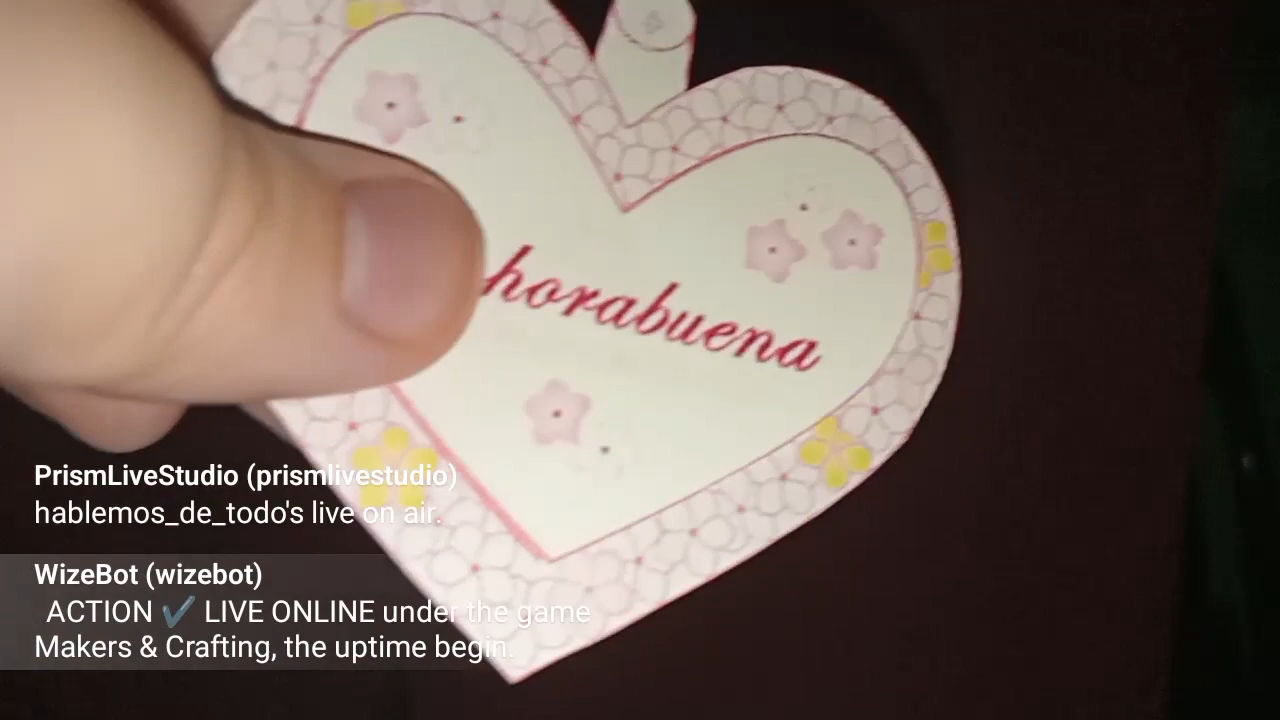 horabuena
PrismLiveStudio (prismlivestudio)
hablemos_de_todo's live on air.
WizeBot (wizebot)
ACTION ✔ LIVE ONLINE under the game
Makers & Crafting, the uptime begin.